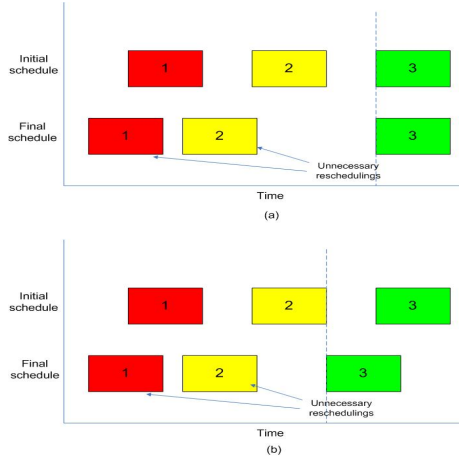 Initial
schedule
1
2
3
Final
schedule
1
2
3
Unnecessary
reschedulings
Time
(a)
Initial
schedule
1
2
3
Final
schedule
1
2
3
Unnecessary
reschedulings
Time
(b)